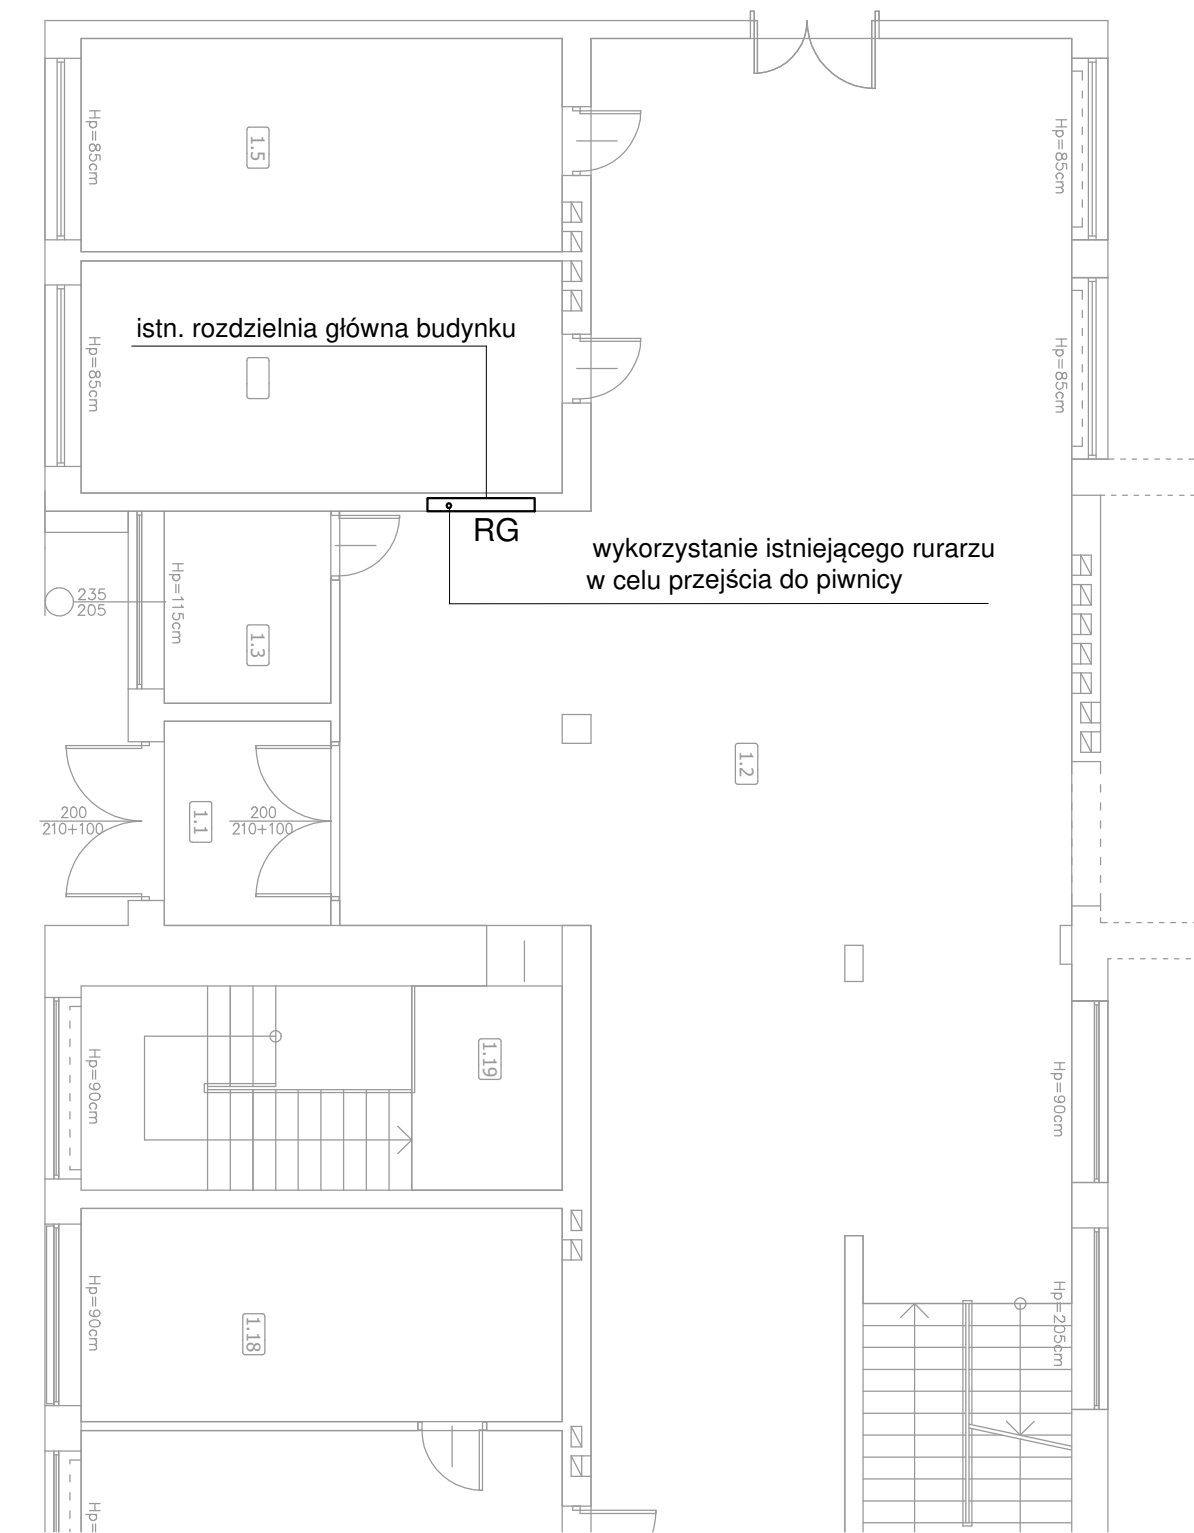 1.5
Hp=85cm
Hp=85cm
istn. rozdzielnia główna budynku
Hp=85cm
Hp=85cm
RG
wykorzystanie istniejącego rurarzu
w celu przejścia do piwnicy
235
205
Hp=115cm
1.3
1.2
200
210+100
1.1
200
210+100
1.19
Hp=90cm
Hp=90cm
Hp=90cm
1.18
Hp=205cm
Hp=